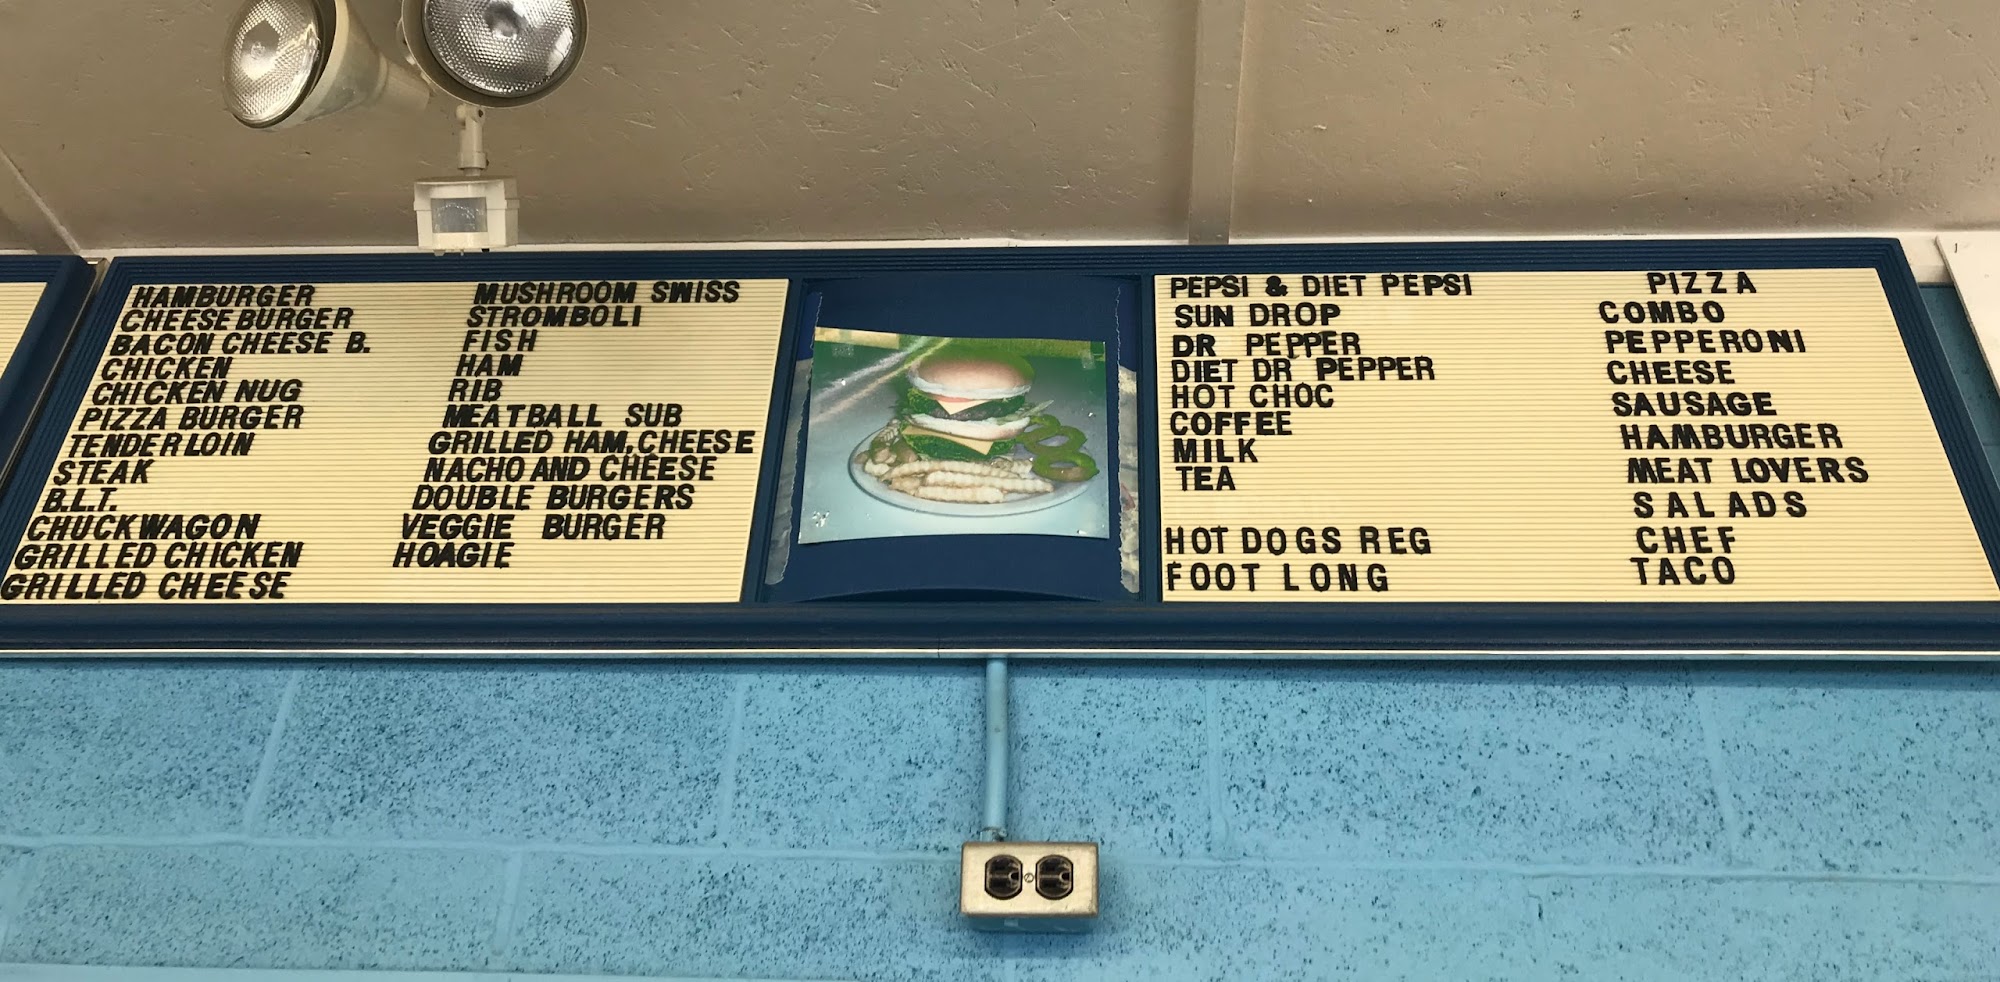 HAMBURGER
CHEESEBURGER
BACON CHEESE B.
CHICKEN
CHICKEN NUG
PIZZA BURGER
TENDERLOIN
STEAK
B.L.T.
CHUCKWAGON
GRILLED CHICKEN
GRILLED CHEESE
MUSHROOM SWISS
STROMBOLI
FISH
HAM
RIB
MEATBALL SUB
GRILLED HAM,CHEESE
NACHO AND CHEESE
DOUBLE BURGERS
VEGGIE BURGER
HOAGIE
PEPSI & DIET PEPSI
SUN DROP
DR PEPPER
DIET DR PEPPER
HOT CHOC
COFFEE
MILK
TEA
HOT DOGS REG
FOOT LONG
PIZZA
COMBO
PEPPERONI
CHEESE
SAUSAGE
HAMBURGER
MEAT LOVERS
SALADS
CHEF
TACO